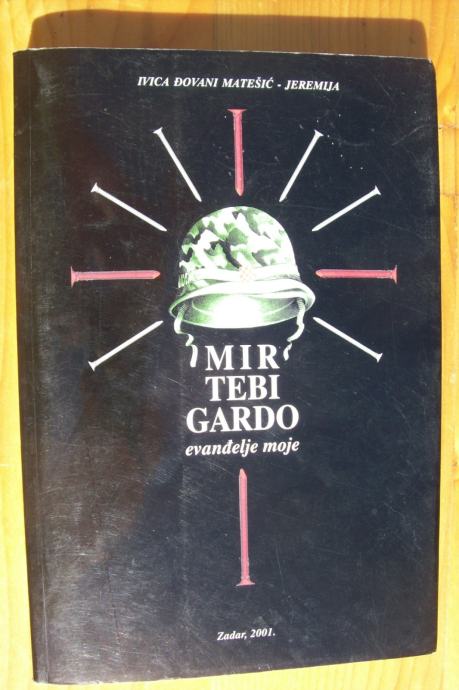 IVICA ĐOVANI MATEŠIĆ - JEREMIJA
MIR
TEBI
GARDO
evanđelje moje
Zadar, 2001.